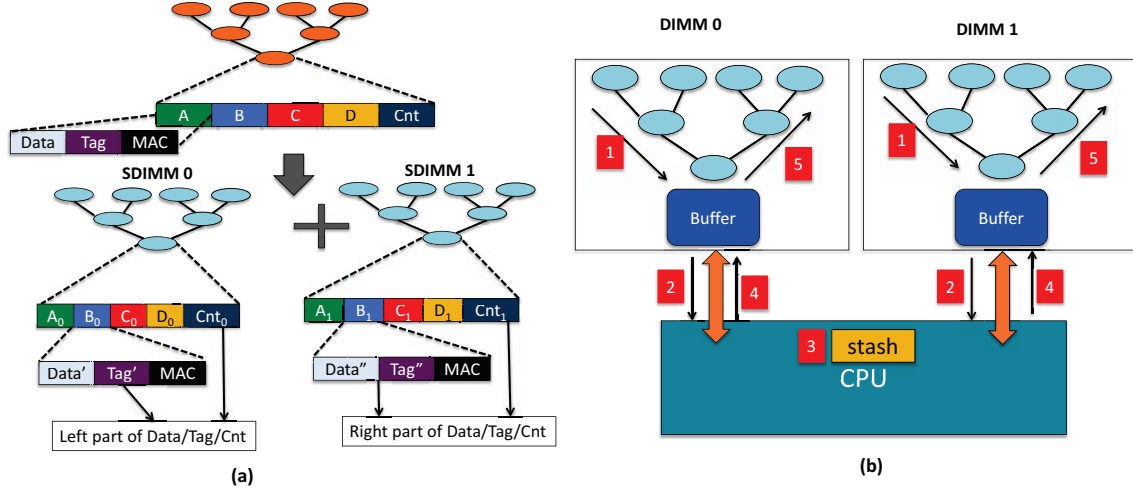 A B C D Cnt
Data Tag MAC
SDIMM 0
SDIMM 1
A0 B0 C0 D0 Cnt0
A1 B1 C1 D1 Cnt1
Data' Tag' MAC
Data" Tag" MAC
Left part of Data/Tag/Cnt
Right part of Data/Tag/Cnt
(a)
DIMM 0
DIMM 1
1
5
1
5
Buffer
Buffer
2
4
2
4
3
stash
CPU
(b)